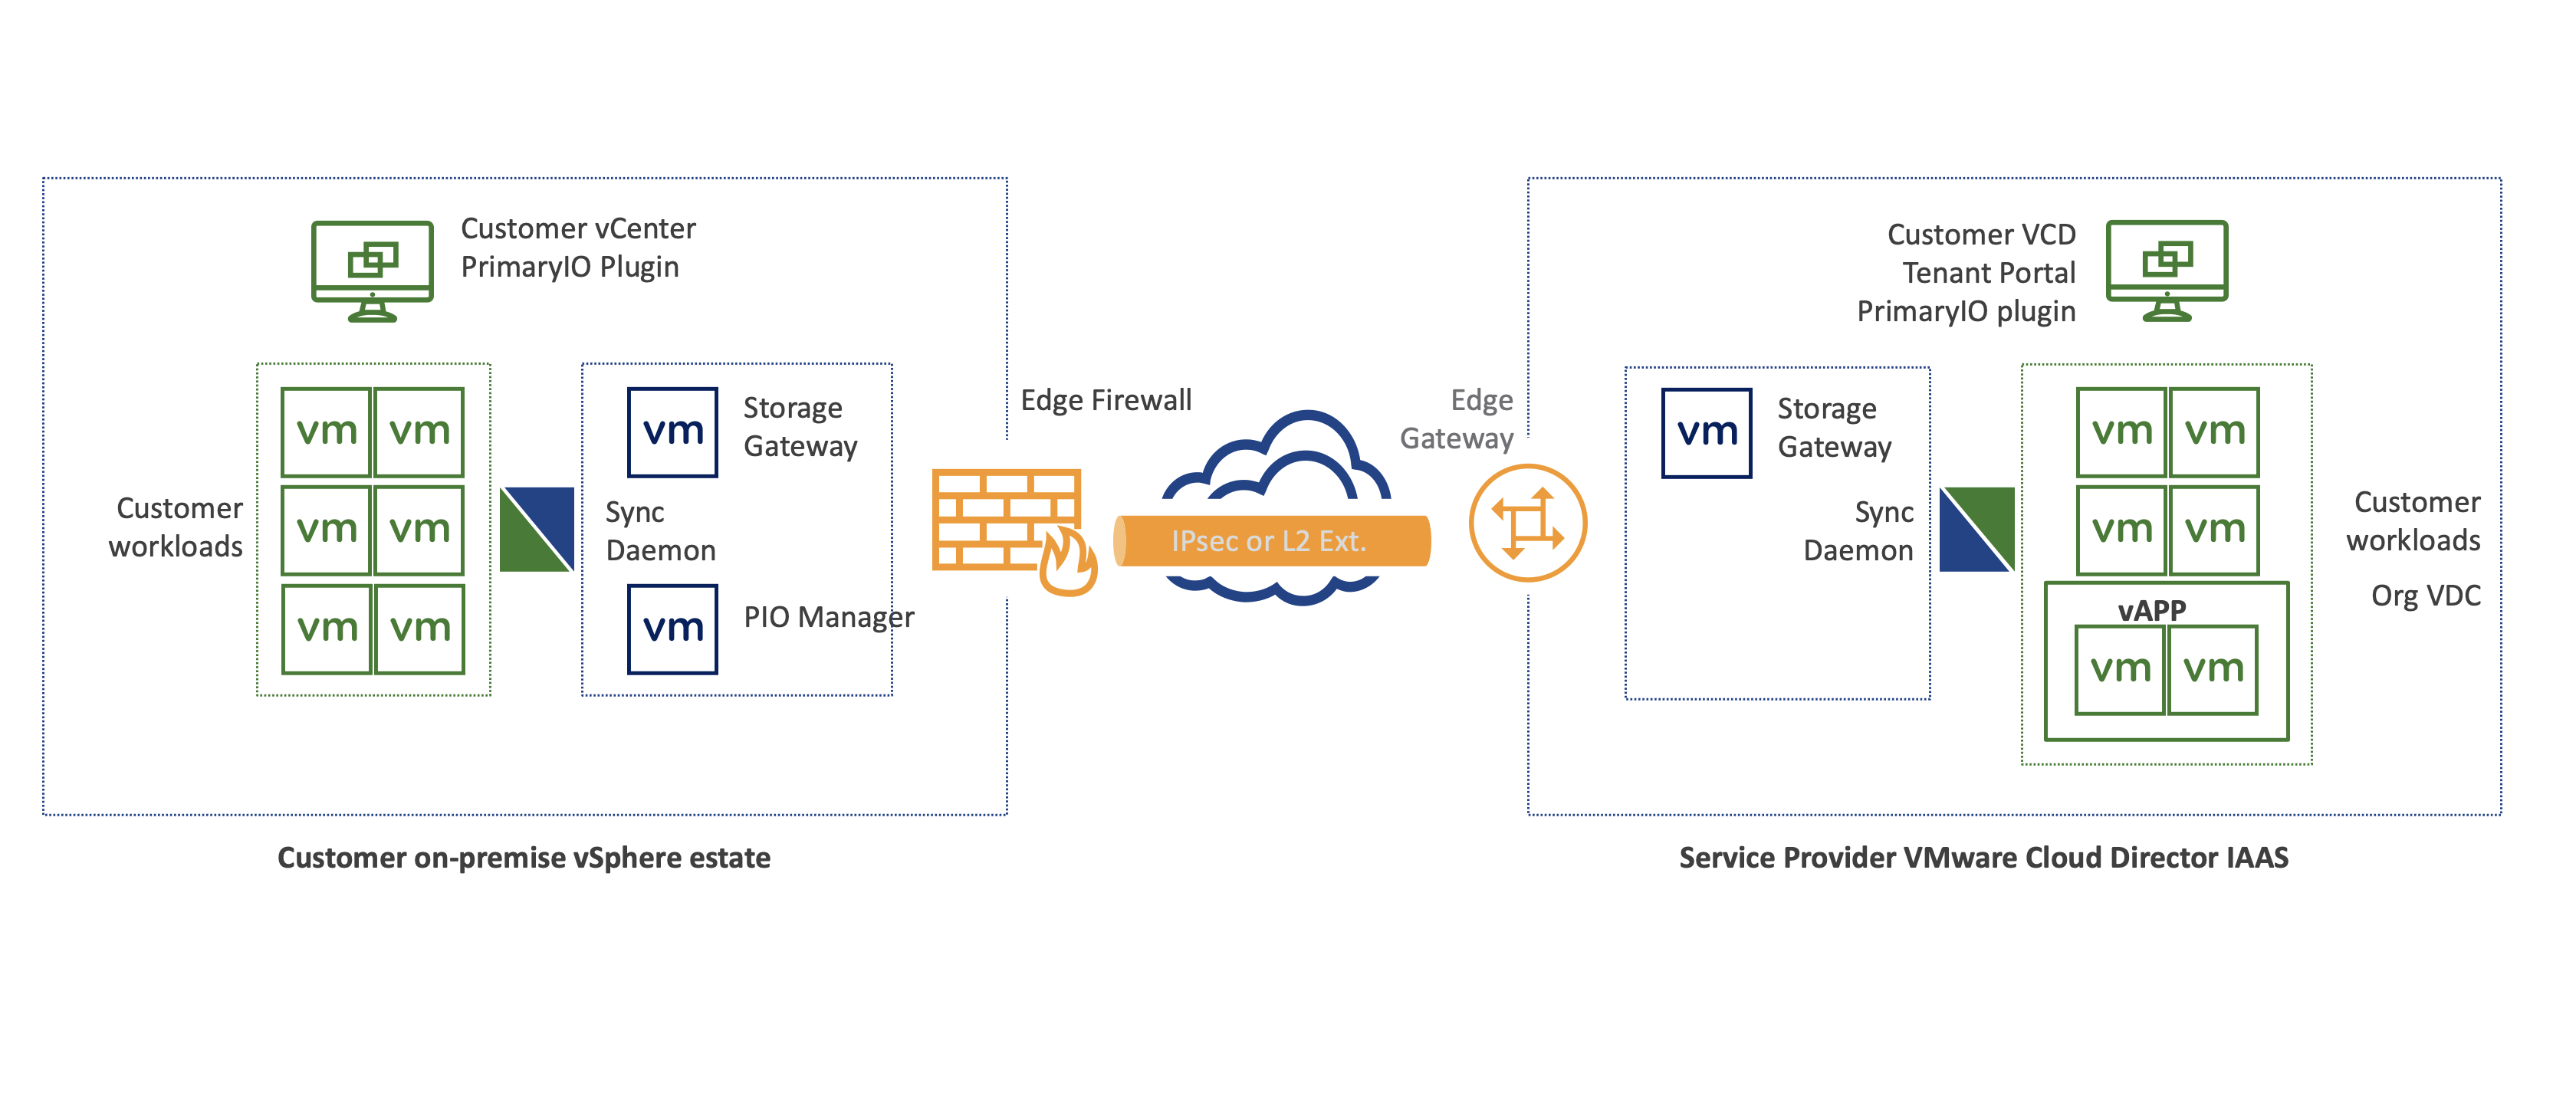 Customer vCenter
PrimaryIO Plugin
vm vm
vm vm
vm vm
Customer
workloads
vm
Storage
Gateway
Sync
Daemon
vm
PIO Manager
Customer on-premise vSphere estate
Edge Firewall
IPsec or L2 Ext.
Edge
Gateway
Customer VCD
Tenant Portal
PrimaryIO plugin
vm
Storage
Gateway
Sync
Daemon
vm vm
vm vm
vAPP
vm vm
Customer
workloads
Org VDC
Service Provider VMware Cloud Director IAAS